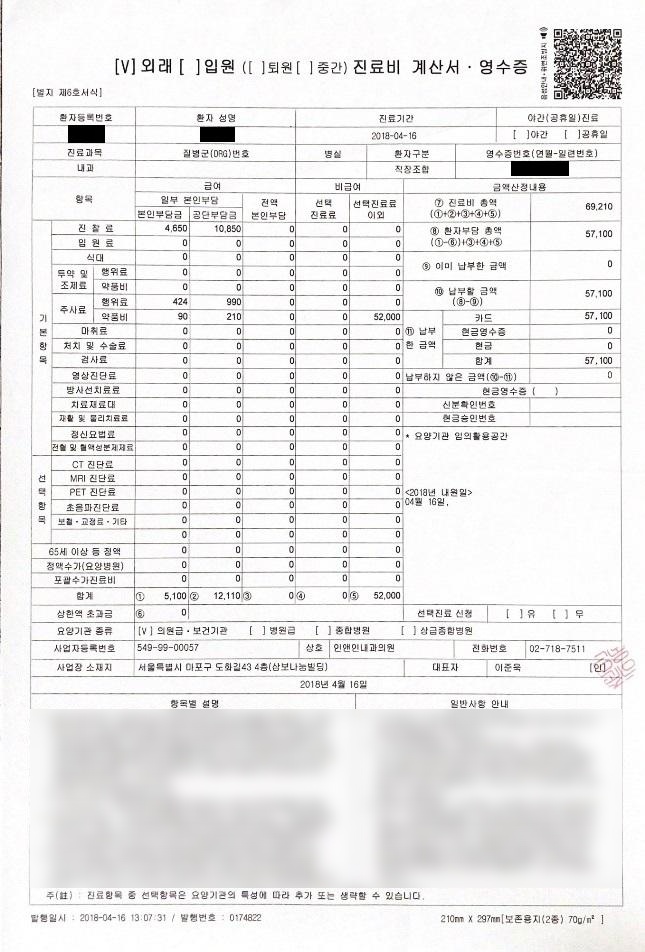 [V]외래 [ ]입원 ([ ]퇴원[ ]중간) 진료비 계산서 · 영수증
[별지 제6호서식]
환자등록번호 환자 성명 진료기간 야간(공휴일)진료
2018-04-16 [ ]야간 [ ]공휴일
진료과목 질병군(DRG)번호 병실 환자구분 영수증번호(연월-일련번호)
내과 직장조합
항목 급여 비급여 금액산정내용
일부 본인부담 전액 본인부담 선택 진료료 선택진료료 이외
본인부담금 공단부담금
⑦ 진료비 총액 (①+②+③+④+⑤) 69,210
⑧ 환자부담 총액 (①-⑥)+③+④+⑤ 57,100
⑨ 이미 납부한 금액 0
⑩ 납부할 금액 (⑧-⑨) 57,100
⑪ 납부한 금액 카드 57,100
현금영수증 0
현금 0
합계 57,100
납부하지 않은 금액(⑩-⑪) 0
현금영수증 ( )
신분확인번호
현금승인번호
* 요양기관 임의활용공간
<2018년 내원일>
04월 16일,
기본항목
진 찰 료 4,650 10,850 0 0 0
입 원 료 0 0 0 0 0
식대 0 0 0 0 0
투약 및 조제료 행위료 0 0 0 0 0
약품비 0 0 0 0 0
주사료 행위료 424 990 0 0 0
약품비 90 210 0 0 52,000
마취료 0 0 0 0 0
처치 및 수술료 0 0 0 0 0
검사료 0 0 0 0 0
영상진단료 0 0 0 0 0
방사선치료료 0 0 0 0 0
치료재료대 0 0 0 0 0
재활 및 물리치료료 0 0 0 0 0
정신요법료 0 0 0 0 0
전혈 및 혈액성분제제료 0 0 0 0 0
선택항목
CT 진단료 0 0 0 0 0
MRI 진단료 0 0 0 0 0
PET 진단료 0 0 0 0 0
초음파진단료 0 0 0 0 0
보철·교정료·기타 0 0 0 0 0
0 0 0 0 0
65세 이상 등 정액 0 0 0 0 0
정액수가(요양병원) 0 0 0 0 0
포괄수가진료비 0 0 0 0 0
합계 ① 5,100 ② 12,110 ③ 0 ④ 0 ⑤ 52,000
상한액 초과금 ⑥ 0 선택진료 신청 [ ]유 [ ]무
요양기관 종류 [V]의원급·보건기관 [ ]병원급 [ ]종합병원 [ ]상급종합병원
사업자등록번호 549-99-00057 상호 인앤인내과의원 전화번호 02-718-7511
사업장 소재지 서울특별시 마포구 도화길43 4층(삼보나눔빌딩) 대표자 이준욱 [인]
2018년 4월 16일
항목별 설명 일반사항 안내
주(註) : 진료항목 중 선택항목은 요양기관의 특성에 따라 추가 또는 생략할 수 있습니다.
발행일시 : 2018-04-16 13:07:31 / 발행번호 : 0174822 210mm X 297mm[보존용지(2종) 70g/㎡ ]